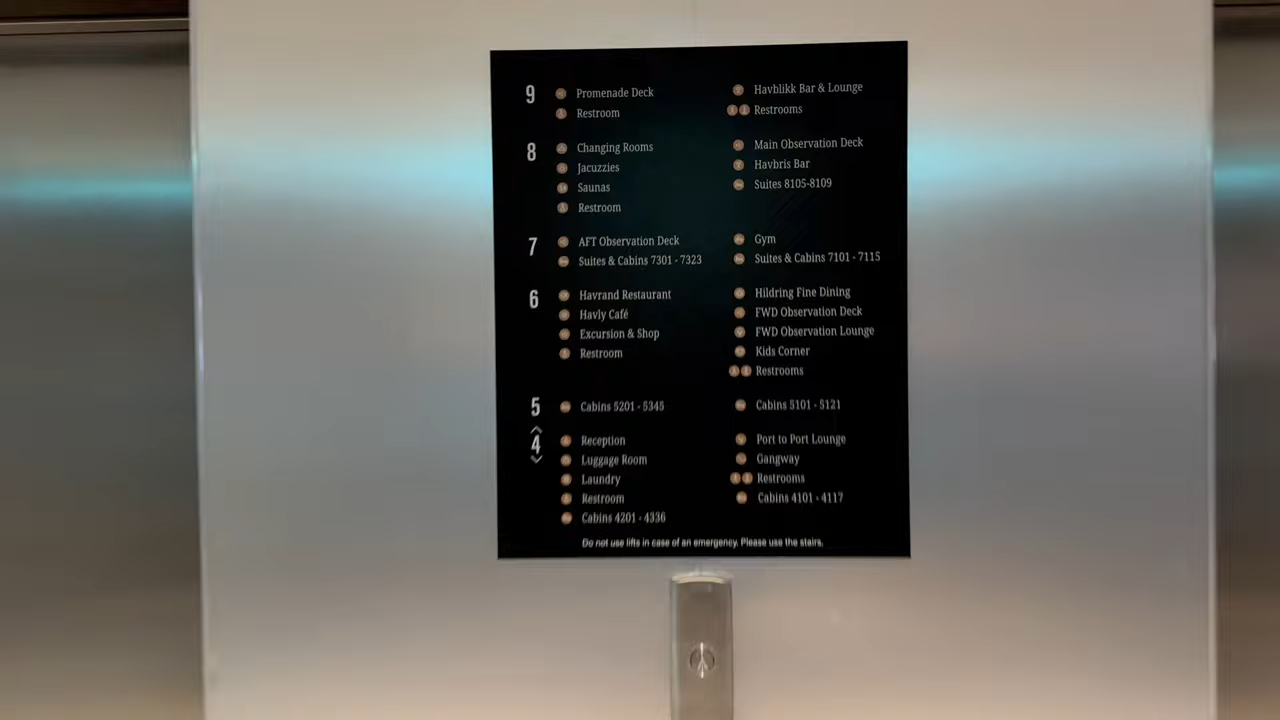 9
Promenade Deck
Restroom
Havblikk Bar & Lounge
Restrooms
8
Changing Rooms
Jacuzzies
Saunas
Restroom
Main Observation Deck
Havbris Bar
Suites 8105-8109
7
AFT Observation Deck
Suites & Cabins 7301 - 7323
Gym
Suites & Cabins 7101 - 7115
6
Havrand Restaurant
Havly Café
Excursion & Shop
Restroom
Hildring Fine Dining
FWD Observation Deck
FWD Observation Lounge
Kids Corner
Restrooms
5
Cabins 5201 - 5345
Cabins 5101 - 5121
4
Reception
Luggage Room
Laundry
Restroom
Cabins 4201 - 4336
Port to Port Lounge
Gangway
Restrooms
Cabins 4101 - 4117
Do not use lifts in case of an emergency. Please use the stairs.